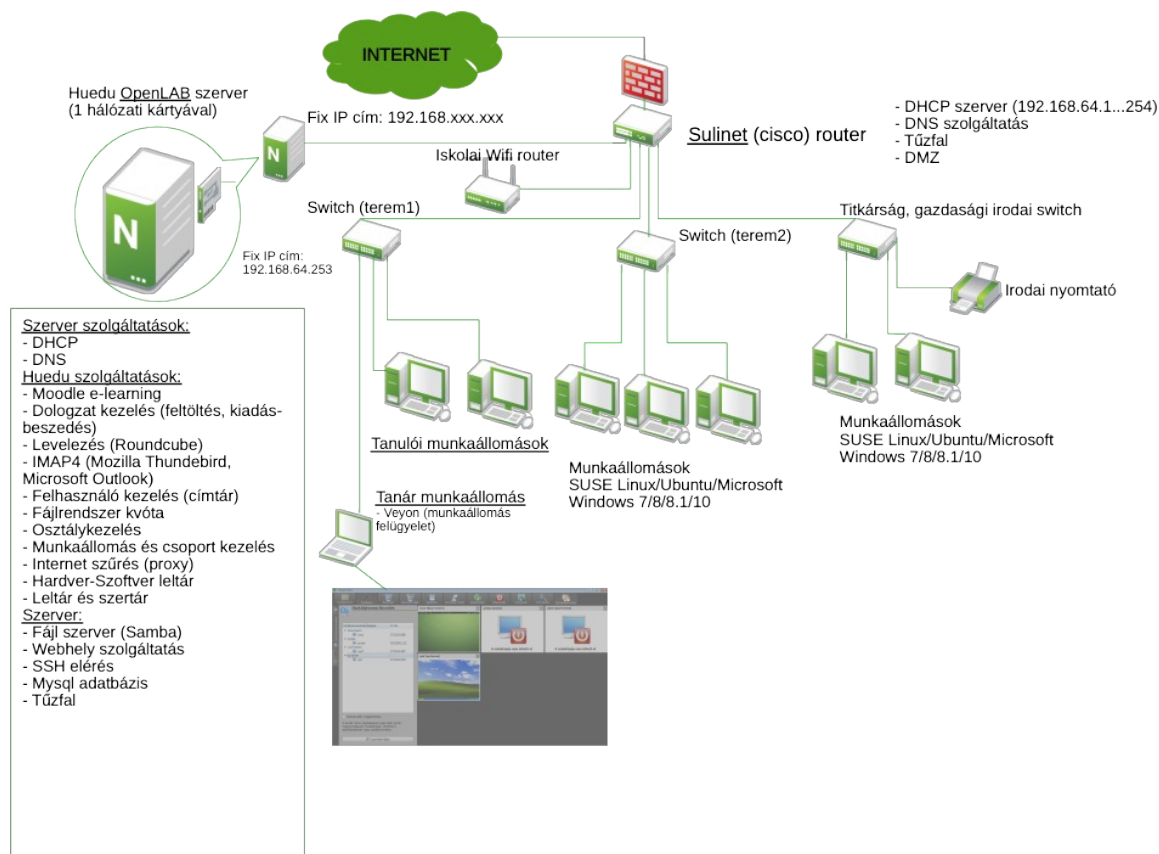 INTERNET
Huedu OpenLAB szerver
(1 hálózati kártyával)
Fix IP cím: 192.168.xxx.xxx
Sulinet (cisco) router
- DHCP szerver (192.168.64.1...254)
- DNS szolgáltatás
- Tűzfal
- DMZ
Iskolai Wifi router
N
N
Switch (terem1)
Switch (terem2)
Titkárság, gazdasági irodai switch
Fix IP cím:
192.168.64.253
Irodai nyomtató
Szerver szolgáltatások:
- DHCP
- DNS
Huedu szolgáltatások:
- Moodle e-learning
- Dologzat kezelés (feltöltés, kiadás-
beszedés)
- Levelezés (Roundcube)
- IMAP4 (Mozilla Thundebird,
Microsoft Outlook)
- Felhasználó kezelés (címtár)
- Fájlrendszer kvóta
- Osztálykezelés
- Munkaállomás és csoport kezelés
- Internet szűrés (proxy)
- Hardver-Szoftver leltár
- Leltár és szertár
Szerver:
- Fájl szerver (Samba)
- Webhely szolgáltatás
- SSH elérés
- Mysql adatbázis
- Tűzfal
Tanulói munkaállomások
Tanár munkaállomás
- Veyon (munkaállomás
felügyelet)
Munkaállomások
SUSE Linux/Ubuntu/Microsoft
Windows 7/8/8.1/10
Munkaállomások
SUSE Linux/Ubuntu/Microsoft
Windows 7/8/8.1/10